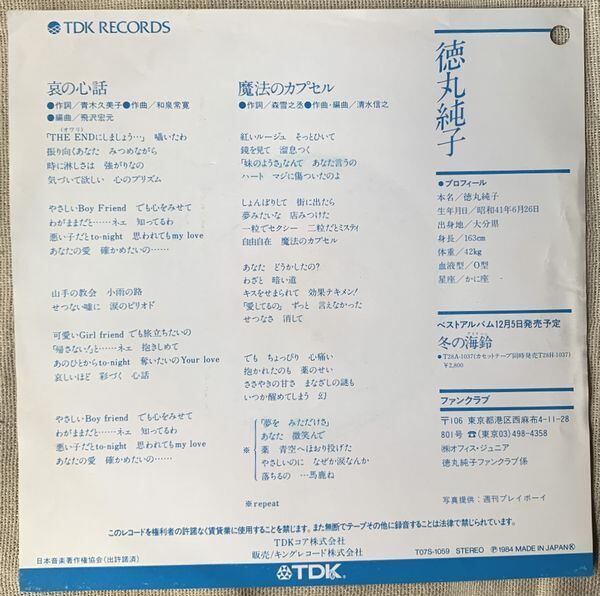 TDK RECORDS
哀の心話
●作詞／青木久美子●作曲／和泉常寛
●編曲／飛沢宏元
(オワリ)
「THE ENDにしましょう…」 囁いたわ
振り向くあなた みつめながら
時に淋しさは 強がりなの
気づいて欲しい 心のプリズム
やさしいBoy Friend でも心をみせて
わがままだと……ネェ 知ってるわ
悪い子だとto-night 思われてもmy love
あなたの愛 確かめたいの……
山手の教会 小雨の路
せつない嘘に 涙のピリオド
可愛いGirl friend でも旅立ちたいの
「帰さない!」と……ネェ 抱きしめて
あのひとからto-night 奪いたいのYour love
哀しいほど 彩づく 心話
やさしいBoy friend でも心をみせて
わがままだと……ネェ 知ってるわ
悪い子だとto-night 思われてもmy love
あなたの愛 確かめたいの……
魔法のカプセル
●作詞／森雪之丞●作曲・編曲／清水信之
紅いルージュ そっとひいて
鏡を見て 溜息つく
「妹のようさ」なんて あなた言うの
ハート マジに傷ついたのよ
しょんぼりして 街に出たら
夢みたいな 店みつけた
一粒でセクシー 二粒だとミスティ
自由自在 魔法のカプセル
あなた どうかしたの?
わざと 暗い道
キスをせまられて 効果テキメン!
「愛してるの」 ずっと 言えなかった
せつなさ 消して
でも ちょっぴり 心痛い
抱かれたのも 薬のせい
ささやきの甘さ まなざしの謎も
いつか醒めてしまう 幻
「夢を みただけさ」
あなた 微笑んで
※ 薬 青空へほおり投げた
やさしいのに なぜか涙なんか
落ちるの …馬鹿ね
※repeat
徳丸純子
●プロフィール
本名／徳丸純子
生年月日／昭和41年6月26日
出身地／大分県
身長／163cm
体重／42kg
血液型／O型
星座／かに座
ベストアルバム12月5日発売予定
冬の海鈴
●T28A-1037(カセットテープ同時発売T28H-1037)
￥2,800
ファンクラブ
〒106 東京都港区西麻布4-11-28
801号 ☎(東京03)498-4358
㈱オフィス・ジュニア
徳丸純子ファンクラブ係
写真提供：週刊プレイボーイ
このレコードを権利者の許諾なく賃貸業に使用することを禁じます。また無断でテープその他に録音することは法律で禁じられています。
TDKコア株式会社
販売／キングレコード株式会社
日本音楽著作権協会(出許諾済)
T07S-1059 STEREO Ⓟ1984 MADE IN JAPAN Ⓚ
TDK